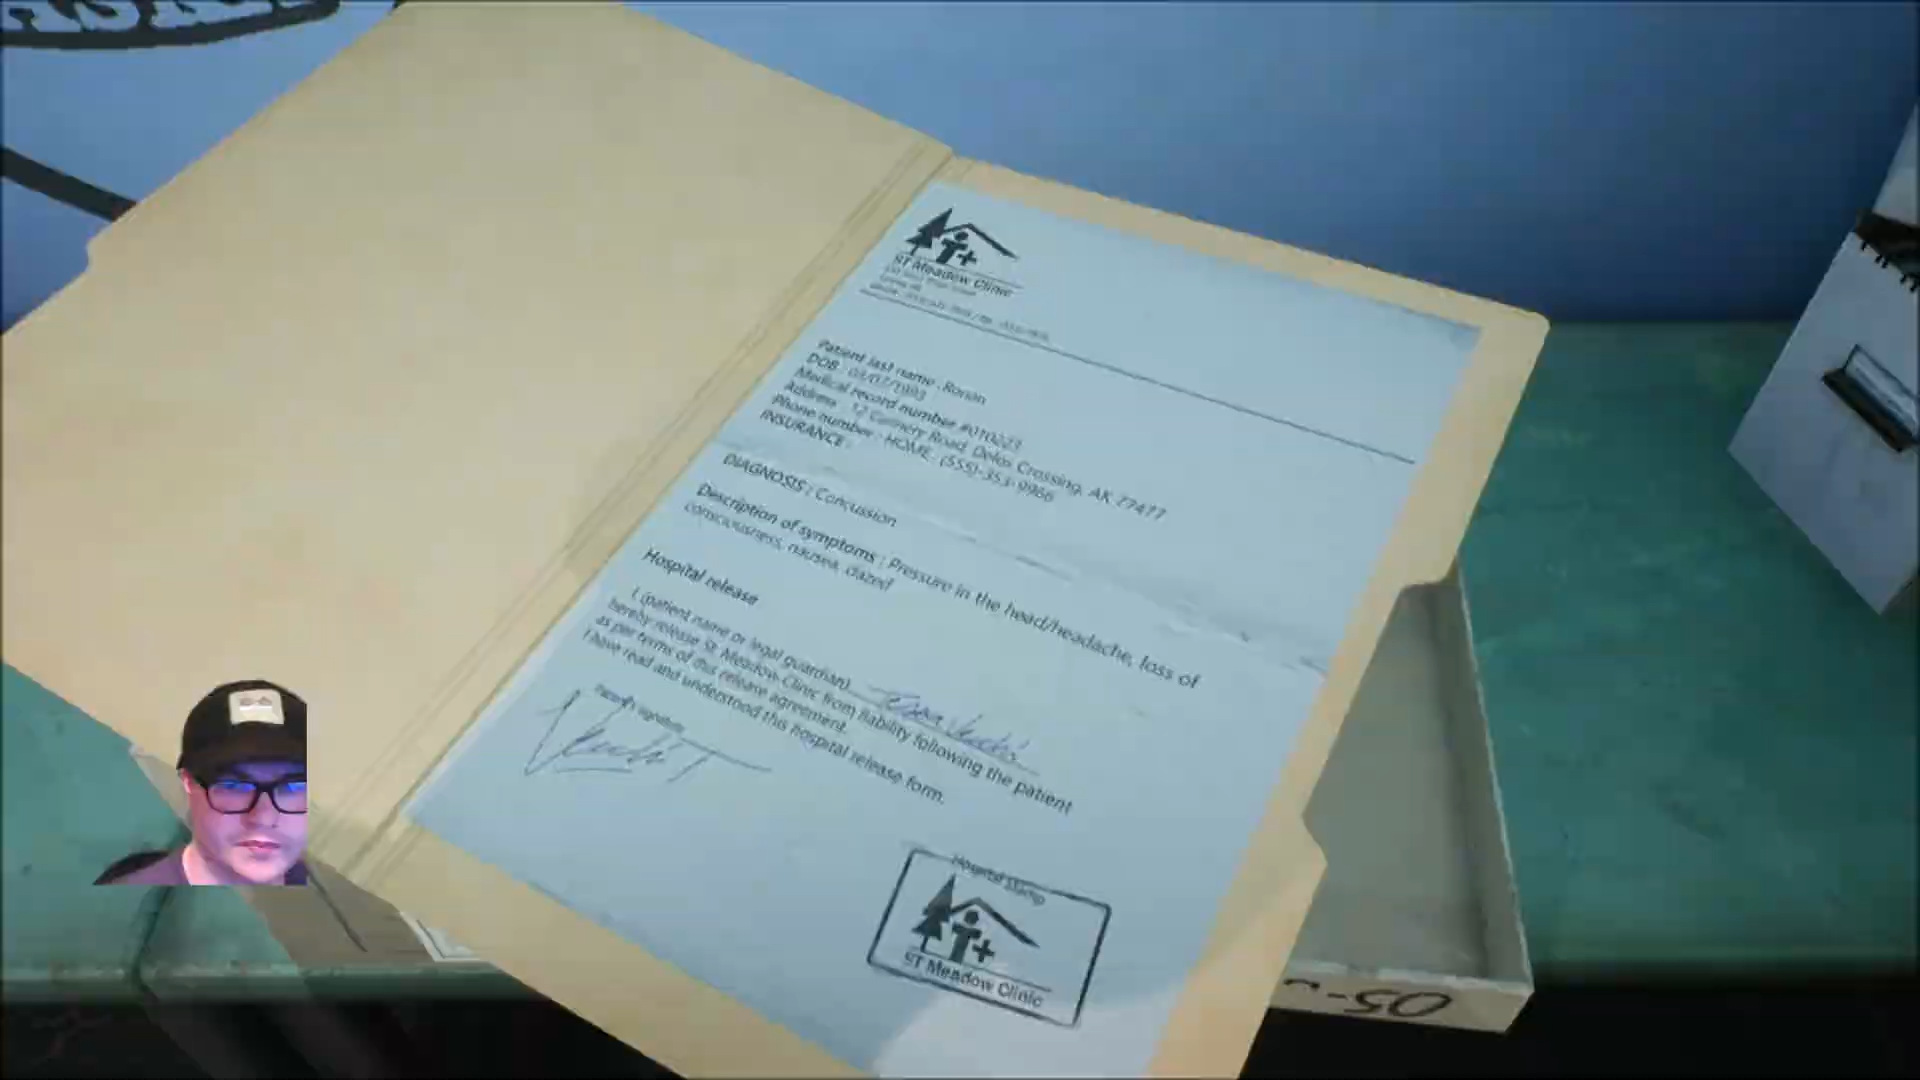 ST Meadow Clinic
Patient last name : Ronan
DOB : 03/07/1993
Medical record number #010223
Address : 12 Cannery Road, Delos Crossing, AK 77477
Phone number : HOME. (555)-353-9966
INSURANCE :
DIAGNOSIS : Concussion
Description of symptoms : Pressure in the head/headache, loss of
consciousness, nausea, dazed
Hospital release
I, (patient name or legal guardian)
hereby release St. Meadow Clinic from liability following the patient
as per terms of this release agreement.
I have read and understood this hospital release form.
signature
Hospital Stamp
ST Meadow Clinic
05-